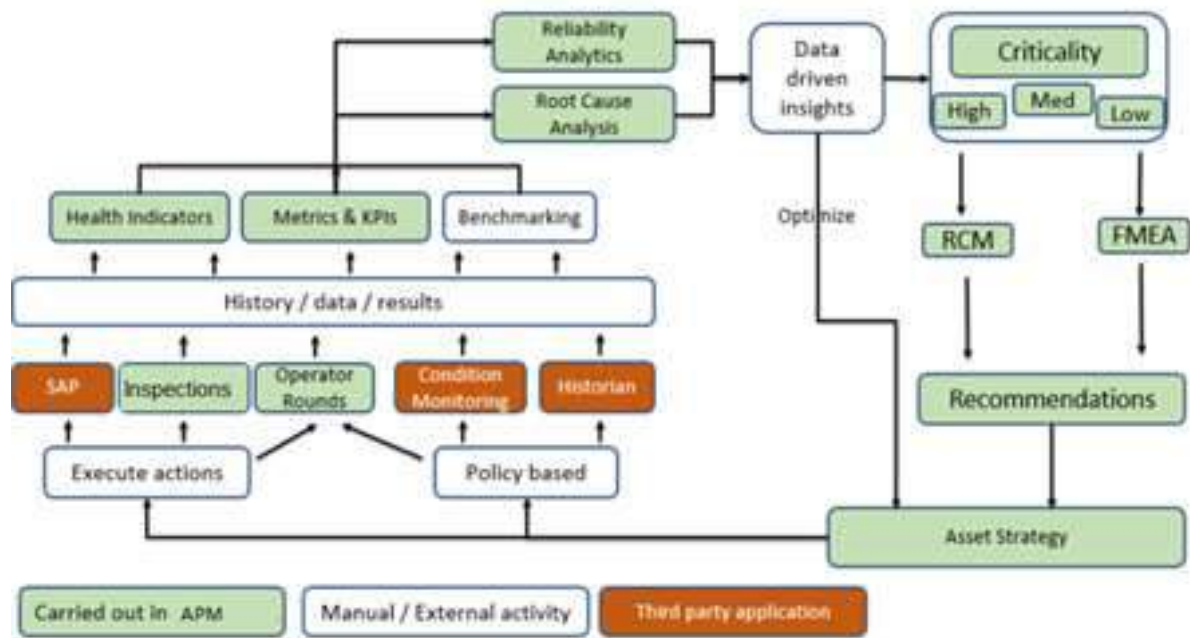 Reliability
Analytics
Root Cause
Analysis
Data
driven
insights
Criticality
High
Med
Low
Health Indicators
Metrics & KPIs
Benchmarking
Optimize
RCM
FMEA
History / data / results
SAP
Inspections
Operator
Rounds
Condition
Monitoring
Historian
Recommendations
Execute actions
Policy based
Asset Strategy
Carried out in APM
Manual / External activity
Third party application